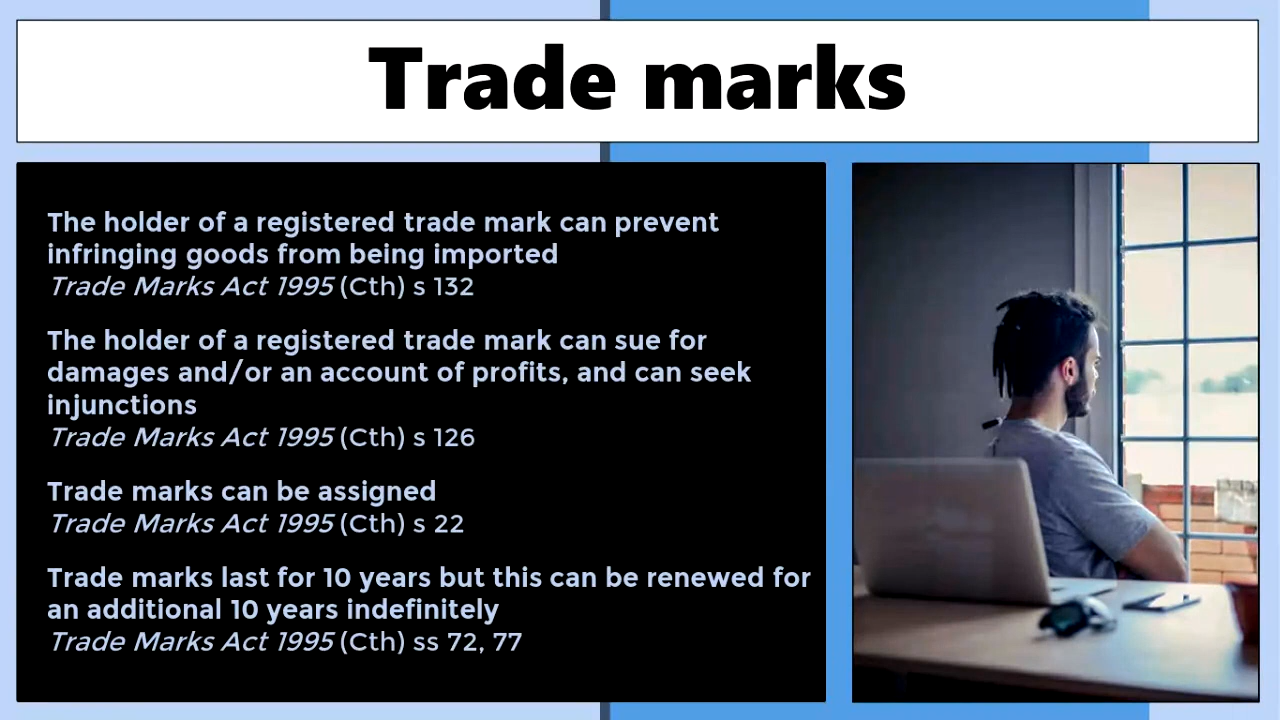 Trade marks
The holder of a registered trade mark can prevent
infringing goods from being imported
Trade Marks Act 1995 (Cth) s 132
The holder of a registered trade mark can sue for
damages and/or an account of profits, and can seek
injunctions
Trade Marks Act 1995 (Cth) s 126
Trade marks can be assigned
Trade Marks Act 1995 (Cth) s 22
Trade marks last for 10 years but this can be renewed for
an additional 10 years indefinitely
Trade Marks Act 1995 (Cth) ss 72, 77